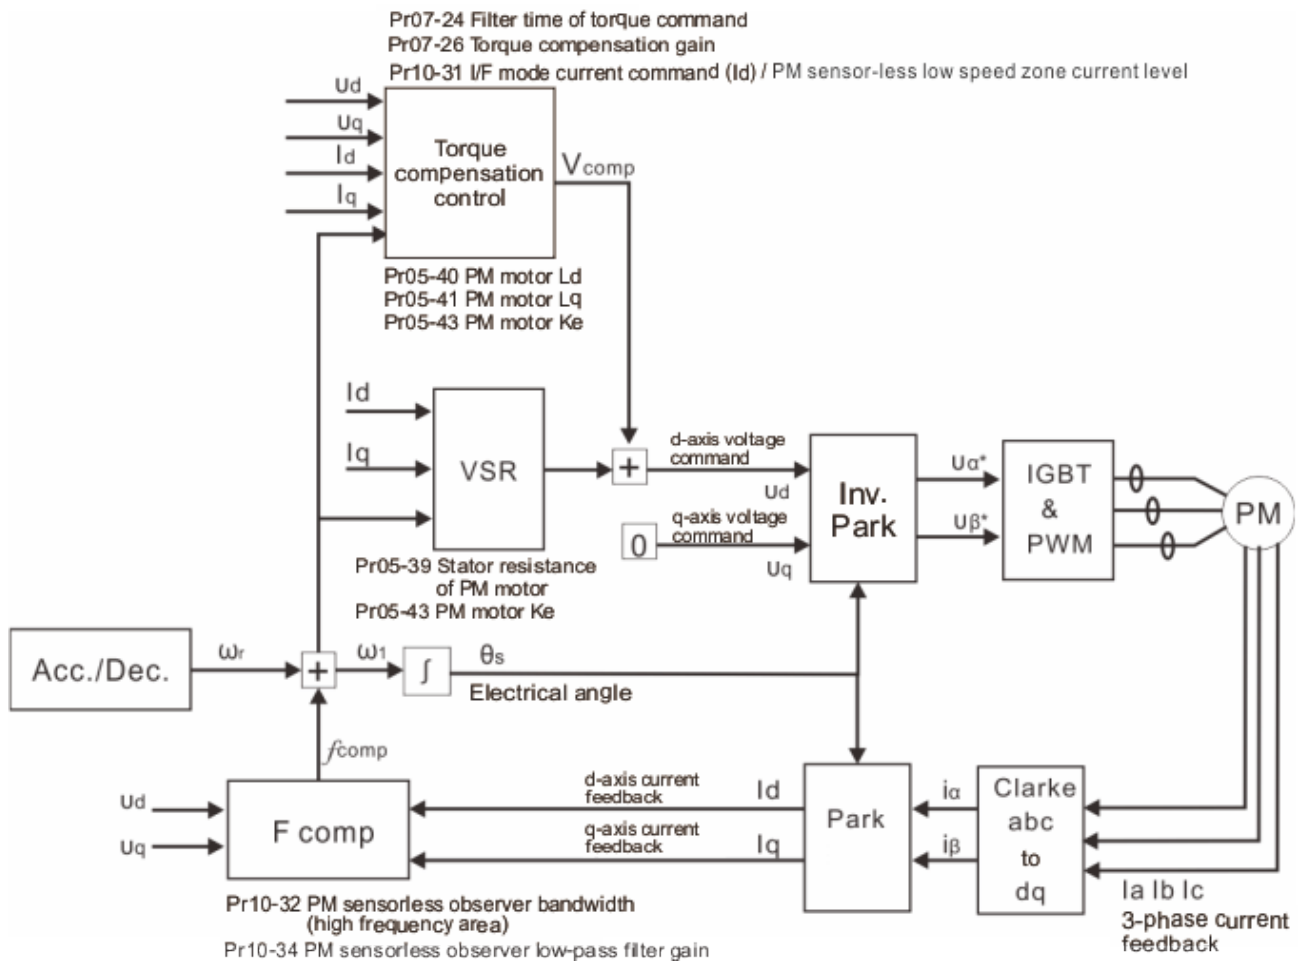 Pr07-24 Filter time of torque command
Pr07-26 Torque compensation gain
Pr10-31 I/F mode current command (Id) / PM sensor-less low speed zone current level
Ud
Uq
Id
Iq
Torque
compensation
control
Vcomp
Pr05-40 PM motor Ld
Pr05-41 PM motor Lq
Pr05-43 PM motor Ke
Id
Iq
VSR
+
d-axis voltage
command
Ud
0
q-axis voltage
command
Uq
Inv.
Park
uα*
uβ*
IGBT
&
PWM
PM
Pr05-39 Stator resistance
of PM motor
Pr05-43 PM motor Ke
Acc./Dec.
ωr
+
ω1
∫
θs
Electrical angle
fcomp
Ud
Uq
F comp
d-axis current
feedback
Id
q-axis current
feedback
Iq
Park
iα
iβ
Clarke
abc
to
dq
Ia Ib Ic
3-phase current
feedback
Pr10-32 PM sensorless observer bandwidth
(high frequency area)
Pr10-34 PM sensorless observer low-pass filter gain